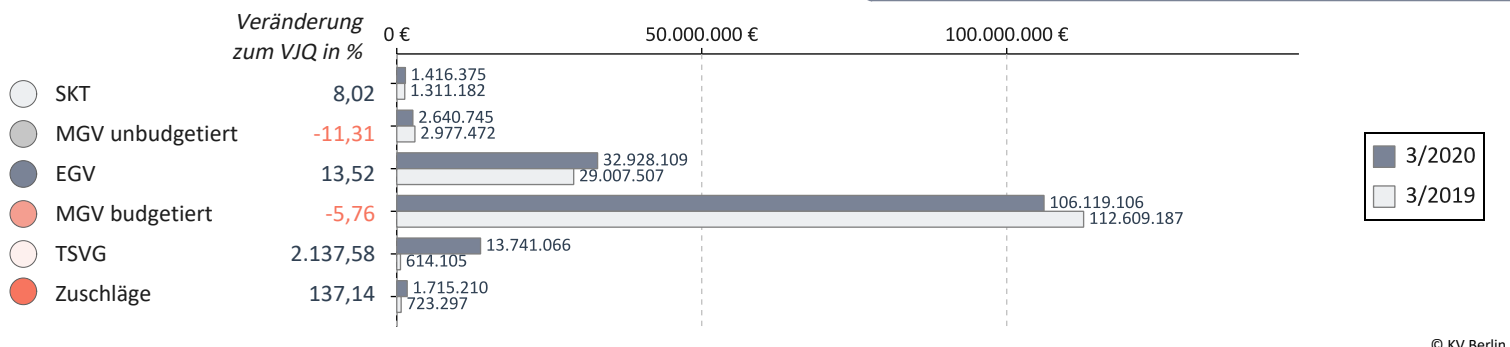 Veränderung
zum VJQ in %
0 € 50.000.000 € 100.000.000 €
SKT 8,02 1.416.375
1.311.182
MGV unbudgetiert -11,31 2.640.745
2.977.472
EGV 13,52 32.928.109
29.007.507
MGV budgetiert -5,76 106.119.106
112.609.187
TSVG 2.137,58 13.741.066
614.105
Zuschläge 137,14 1.715.210
723.297
3/2020
3/2019
© KV Berlin